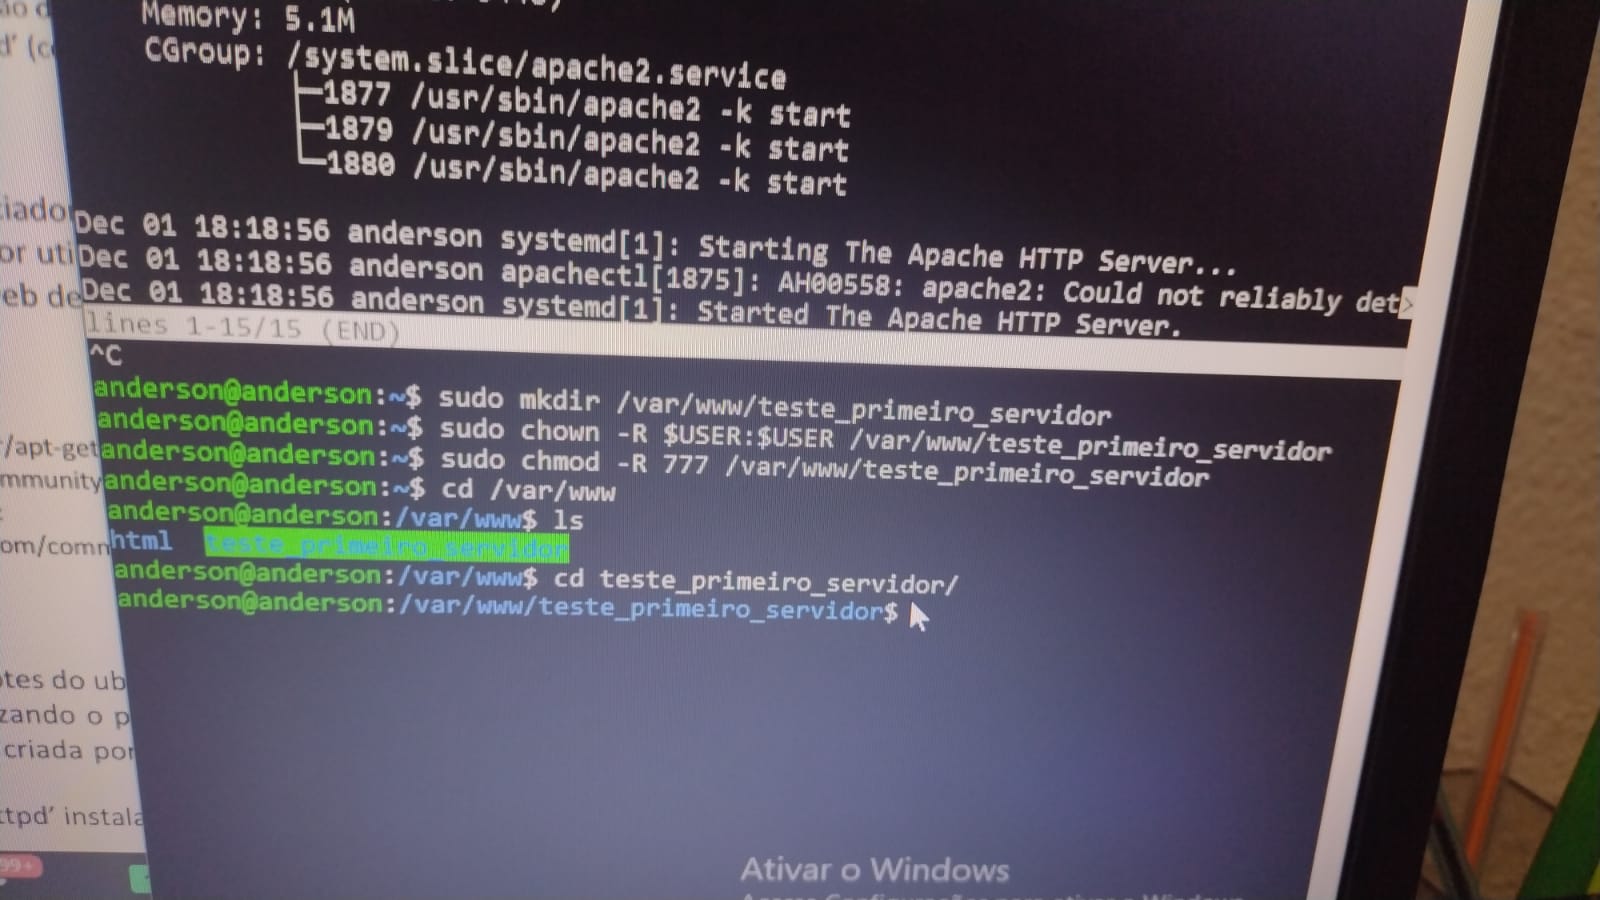 Memory: 5.1M
CGroup: /system.slice/apache2.service
├─1877 /usr/sbin/apache2 -k start
├─1879 /usr/sbin/apache2 -k start
└─1880 /usr/sbin/apache2 -k start
Dec 01 18:18:56 anderson systemd[1]: Starting The Apache HTTP Server...
Dec 01 18:18:56 anderson apachectl[1875]: AH00558: apache2: Could not reliably det>
Dec 01 18:18:56 anderson systemd[1]: Started The Apache HTTP Server.
lines 1-15/15 (END)
^C
anderson@anderson:~$ sudo mkdir /var/www/teste_primeiro_servidor
anderson@anderson:~$ sudo chown -R $USER:$USER /var/www/teste_primeiro_servidor
anderson@anderson:~$ sudo chmod -R 777 /var/www/teste_primeiro_servidor
anderson@anderson:~$ cd /var/www
anderson@anderson:/var/www$ ls
html teste_primeiro_servidor
anderson@anderson:/var/www$ cd teste_primeiro_servidor/
anderson@anderson:/var/www/teste_primeiro_servidor$
iado
or uti
eb de
/apt-get
mmunity
om/comm
tes do ub
zando o p
criada por
ttpd’ instala
99+
Ativar o Windows